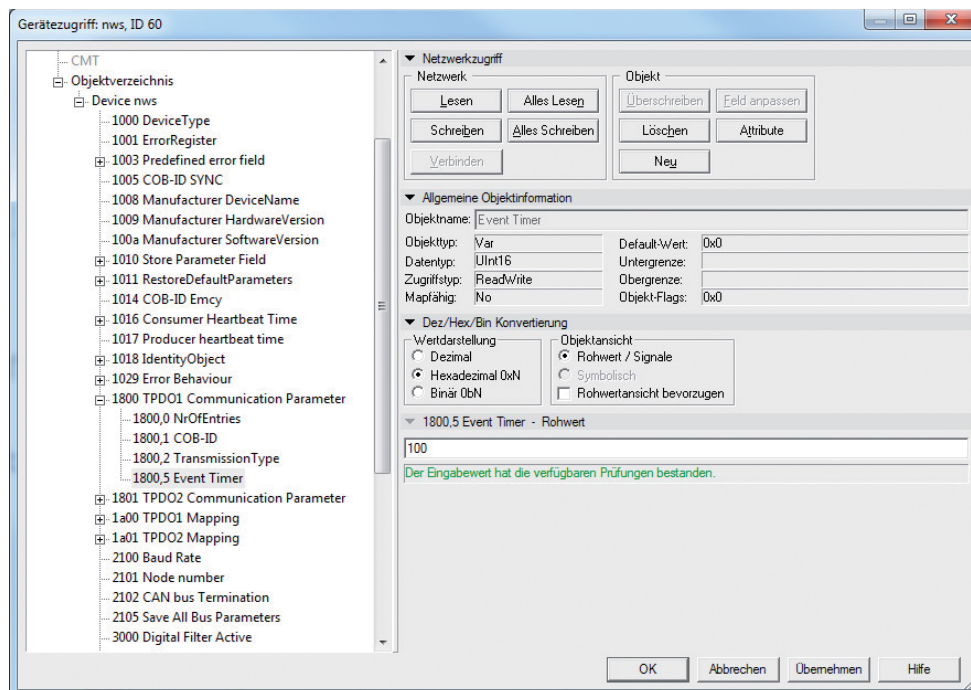 Gerätezugriff: nws, ID 60
CMT
Objektverzeichnis
Device nws
1000 DeviceType
1001 ErrorRegister
1003 Predefined error field
1005 COB-ID SYNC
1008 Manufacturer DeviceName
1009 Manufacturer HardwareVersion
100a Manufacturer SoftwareVersion
1010 Store Parameter Field
1011 RestoreDefaultParameters
1014 COB-ID Emcy
1016 Consumer Heartbeat Time
1017 Producer heartbeat time
1018 IdentityObject
1029 Error Behaviour
1800 TPDO1 Communication Parameter
1800,0 NrOfEntries
1800,1 COB-ID
1800,2 TransmissionType
1800,5 Event Timer
1801 TPDO2 Communication Parameter
1a00 TPDO1 Mapping
1a01 TPDO2 Mapping
2100 Baud Rate
2101 Node number
2102 CAN bus Termination
2105 Save All Bus Parameters
3000 Digital Filter Active
Netzwerkzugriff
Netzwerk
Lesen Alles Lesen
Schreiben Alles Schreiben
Verbinden
Objekt
Überschreiben Feld anpassen
Löschen Attribute
Neu
Allgemeine Objektinformation
Objektname: Event Timer
Objekttyp: Var Default-Wert: 0x0
Datentyp: UInt16 Untergrenze:
Zugriffstyp: ReadWrite Obergrenze:
Mapfähig: No Objekt-Flags: 0x0
Dez/Hex/Bin Konvertierung
Wertdarstellung
Dezimal
Hexadezimal 0xN
Binär 0bN
Objektansicht
Rohwert / Signale
Symbolisch
Rohwertansicht bevorzugen
1800,5 Event Timer - Rohwert
100
Der Eingabewert hat die verfügbaren Prüfungen bestanden.
OK Abbrechen Übernehmen Hilfe